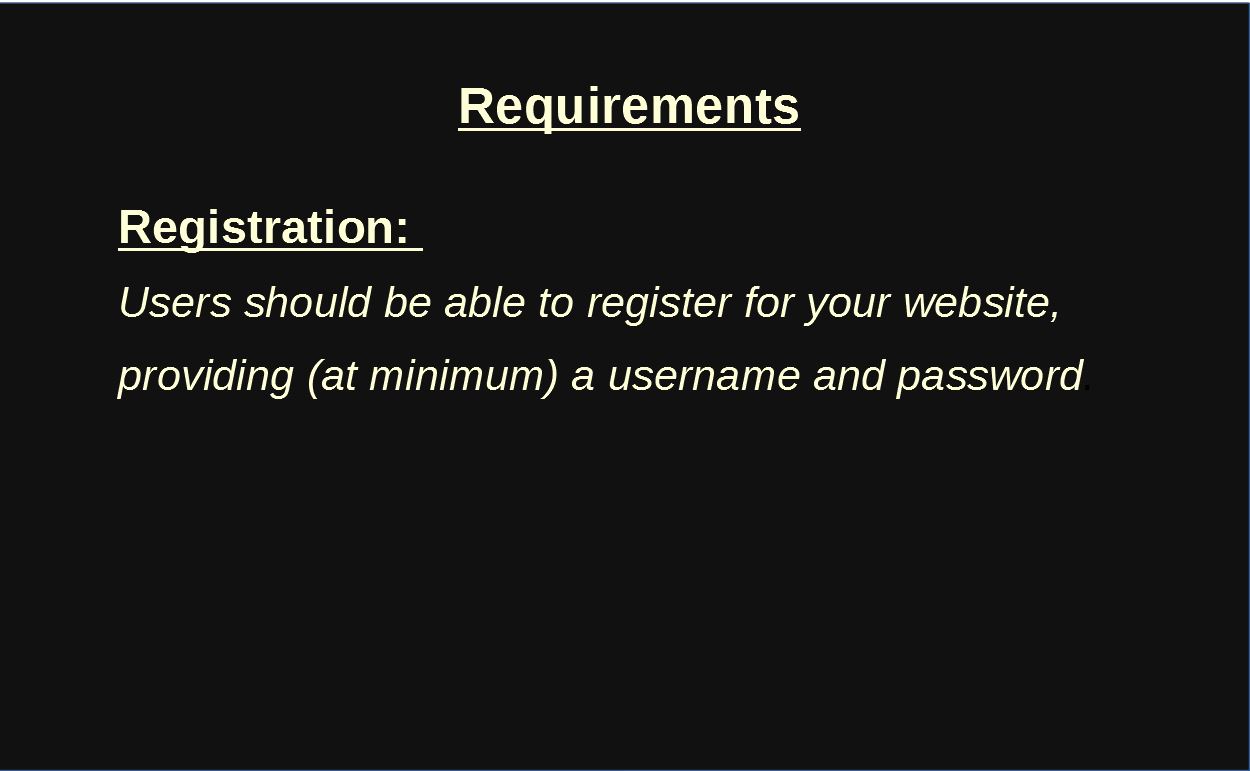 Requirements
Registration:
Users should be able to register for your website,
providing (at minimum) a username and password.